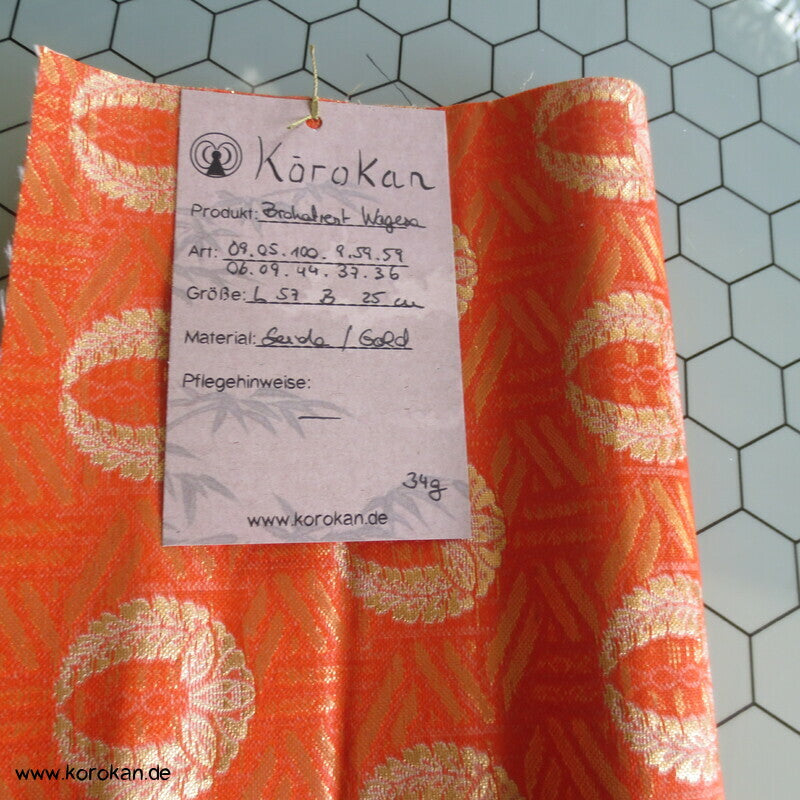 Kōrokan
Produkt: Brokatrest Wagesa
Art: 09.05.100.9.59.59
06.09.44.37.36
Größe: L 57 B 25 cm
Material: Seide / Gold
Pflegehinweise:
—
34g
www.korokan.de
www.korokan.de